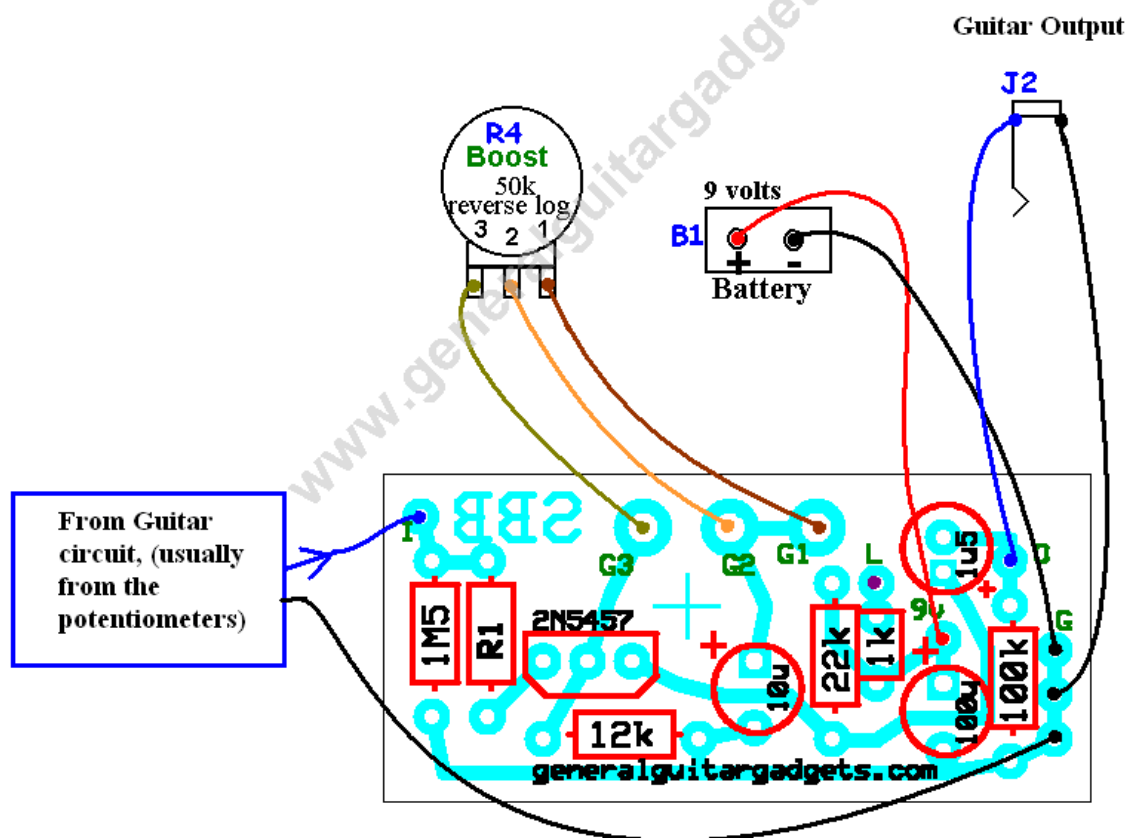 Guitar Output
J2
R4
Boost
50k
reverse log
3 2 1
9 volts
B1
+ -
Battery
www.generalguitargadgets
From Guitar
circuit, (usually
from the
potentiometers)
I
SBB
G3
G2
G1
L
9v
1u5
+
O
G
1M5
R1
2N5457
+
10u
22k
1k
+
100u
100k
12k
generalguitargadgets.com